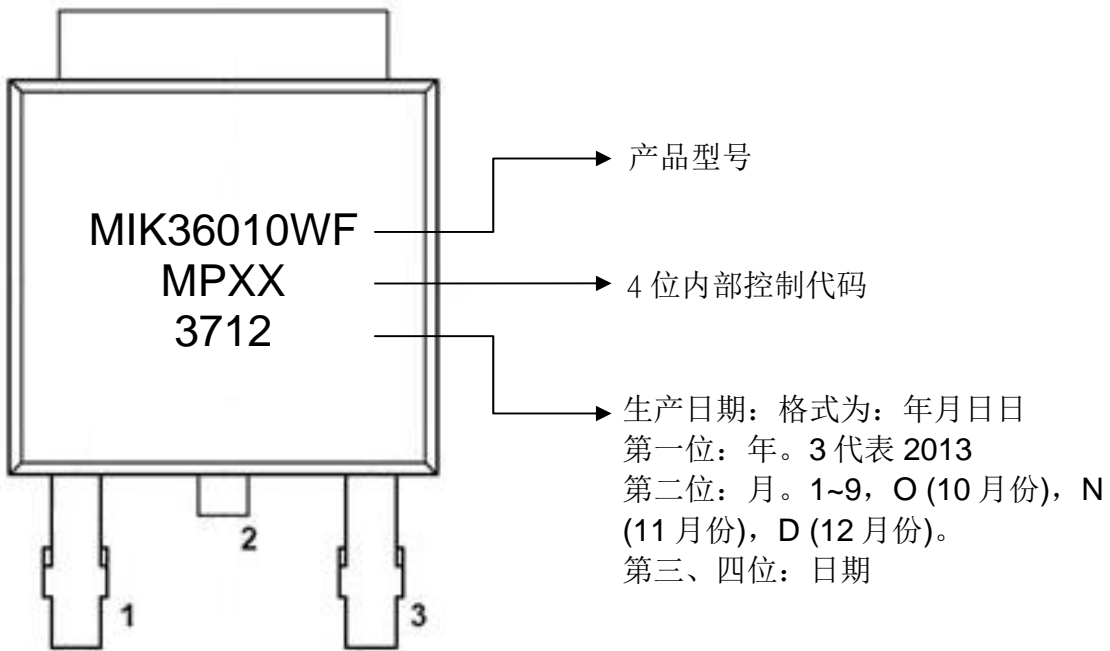 产品型号
MIK36010WF
MPXX
4 位内部控制代码
3712
生产日期：格式为：年月日日
第一位：年。3 代表 2013
第二位：月。1~9，O (10 月份)，N
(11 月份)，D (12 月份)。
第三、四位：日期
2
1
3